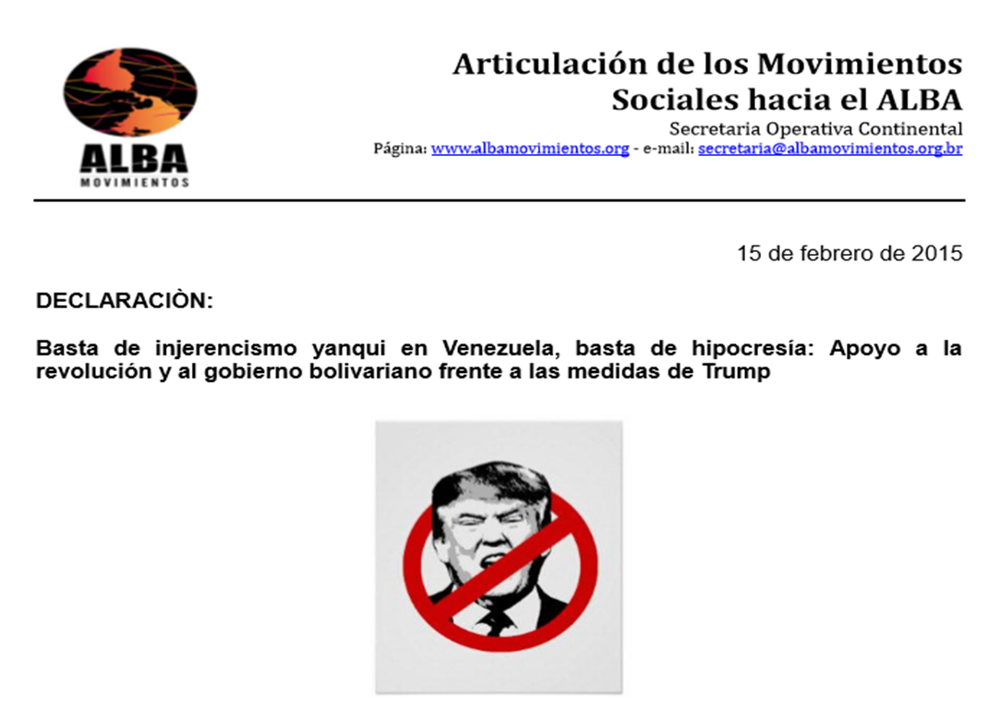 ALBA
MOVIMIENTOS
Articulación de los Movimientos
Sociales hacia el ALBA
Secretaria Operativa Continental
Página: www.albamovimientos.org - e-mail: secretaria@albamovimientos.org.br
15 de febrero de 2015
DECLARACIÒN:
Basta de injerencismo yanqui en Venezuela, basta de hipocresía: Apoyo a la
revolución y al gobierno bolivariano frente a las medidas de Trump